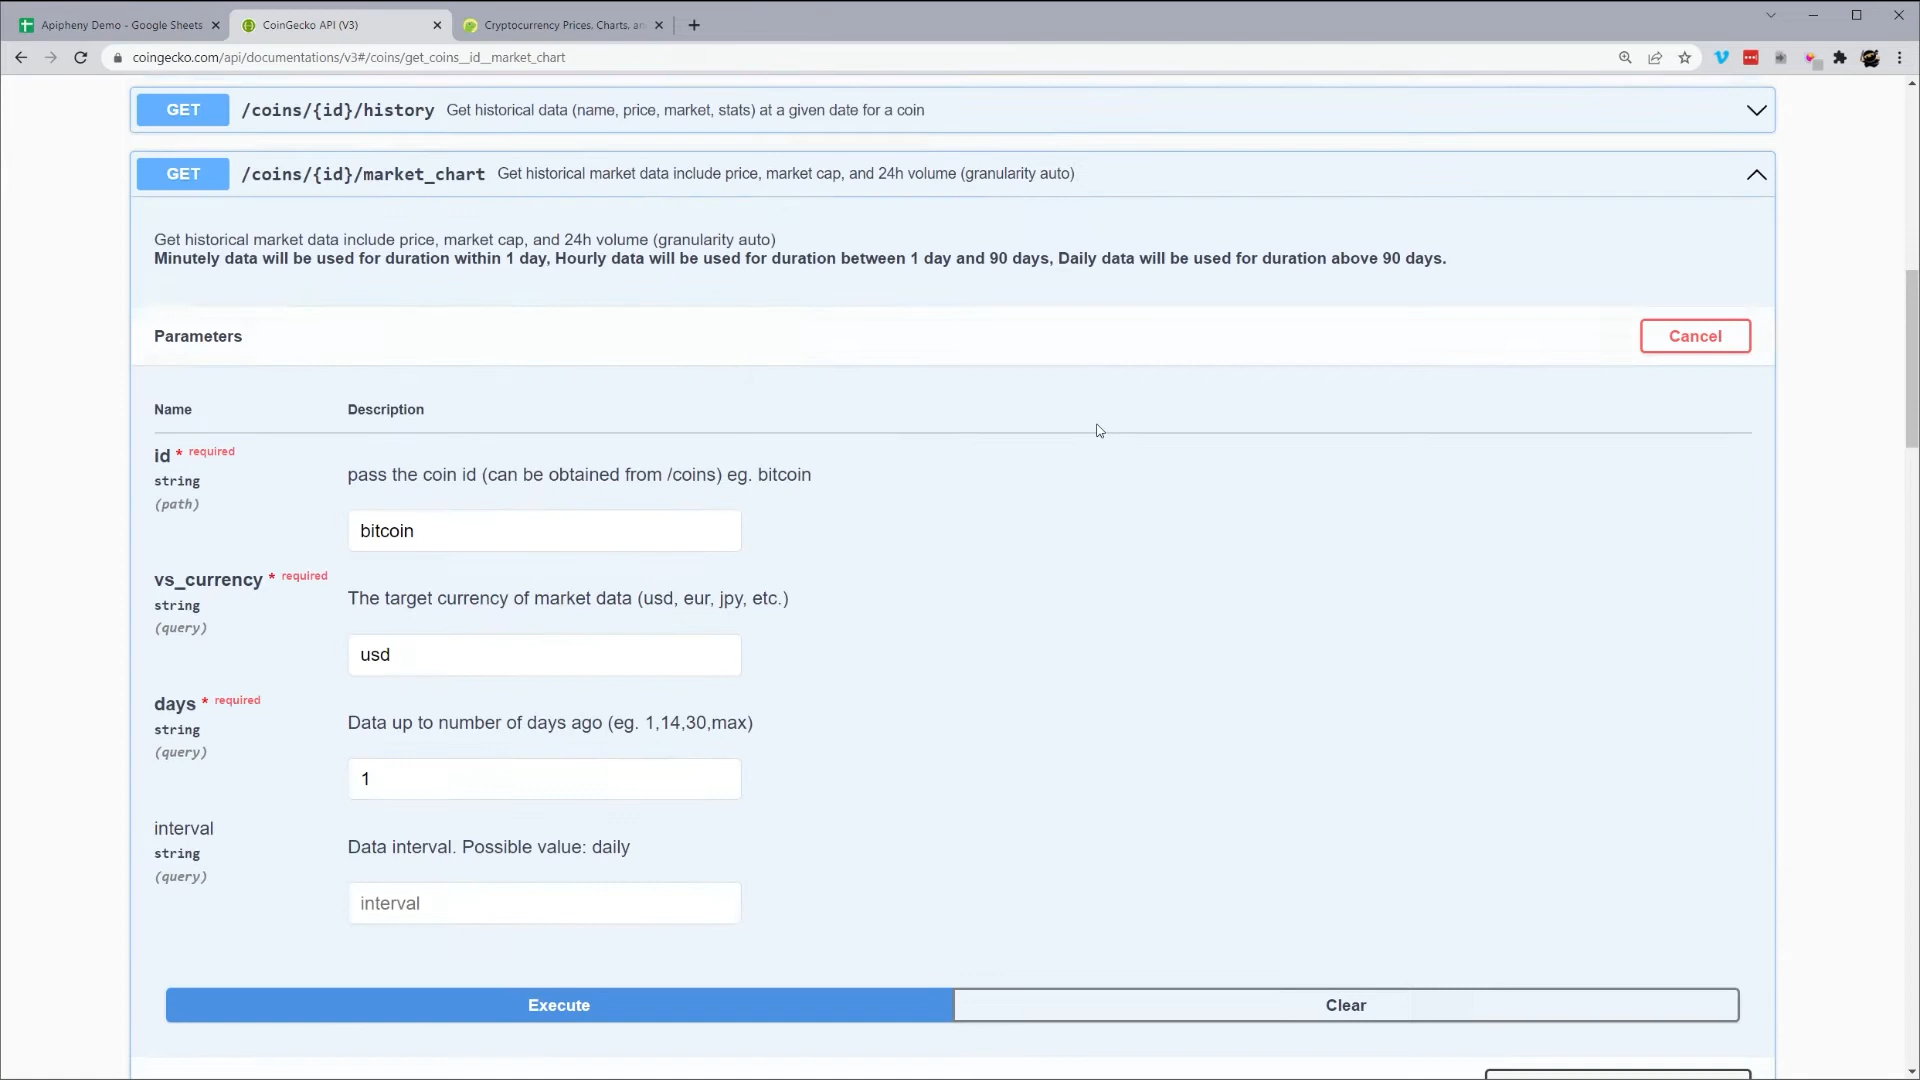 Apipheny Demo - Google Sheets
CoinGecko API (V3)
Cryptocurrency Prices, Charts, an
coingecko.com/api/documentations/v3#/coins/get_coins__id__market_chart
GET /coins/{id}/history Get historical data (name, price, market, stats) at a given date for a coin
GET /coins/{id}/market_chart Get historical market data include price, market cap, and 24h volume (granularity auto)
Get historical market data include price, market cap, and 24h volume (granularity auto)
Minutely data will be used for duration within 1 day, Hourly data will be used for duration between 1 day and 90 days, Daily data will be used for duration above 90 days.
Parameters
Cancel
Name Description
id * required
string
(path)
pass the coin id (can be obtained from /coins) eg. bitcoin
bitcoin
vs_currency * required
string
(query)
The target currency of market data (usd, eur, jpy, etc.)
usd
days * required
string
(query)
Data up to number of days ago (eg. 1,14,30,max)
1
interval
string
(query)
Data interval. Possible value: daily
interval
Execute
Clear